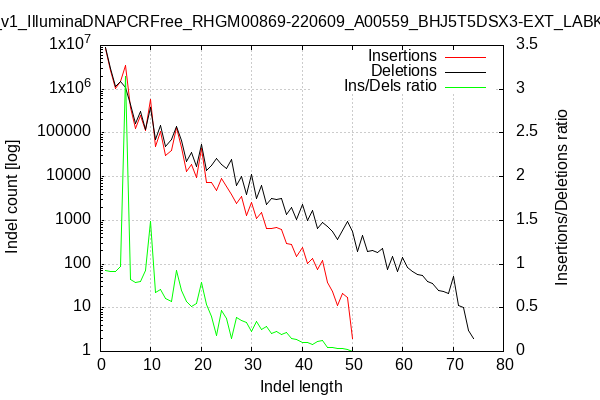 _v1_IlluminaDNAPCRFree_RHGM00869-220609_A00559_BHJ5T5DSX3-EXT_LABK
Insertions
Deletions
Ins/Dels ratio
1x10^7
1x10^6
100000
10000
1000
100
10
1
3.5
3
2.5
2
1.5
1
0.5
0
0 10 20 30 40 50 60 70 80
Indel length
Indel count [log]
Insertions/Deletions ratio